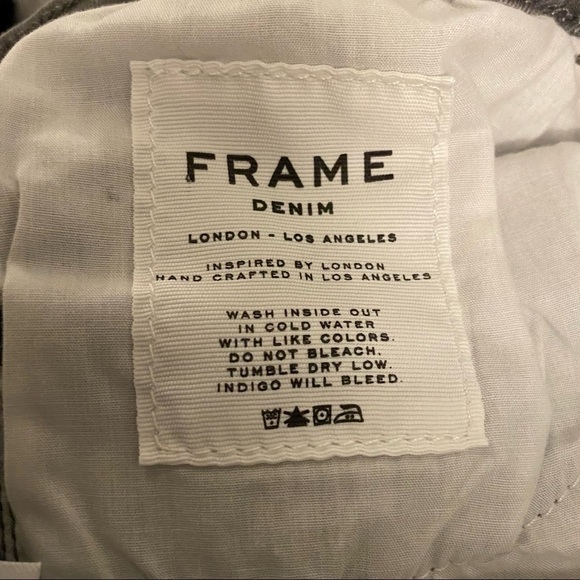 FRAME
DENIM
LONDON - LOS ANGELES
INSPIRED BY LONDON
HAND CRAFTED IN LOS ANGELES
WASH INSIDE OUT
IN COLD WATER
WITH LIKE COLORS.
DO NOT BLEACH.
TUMBLE DRY LOW.
INDIGO WILL BLEED.